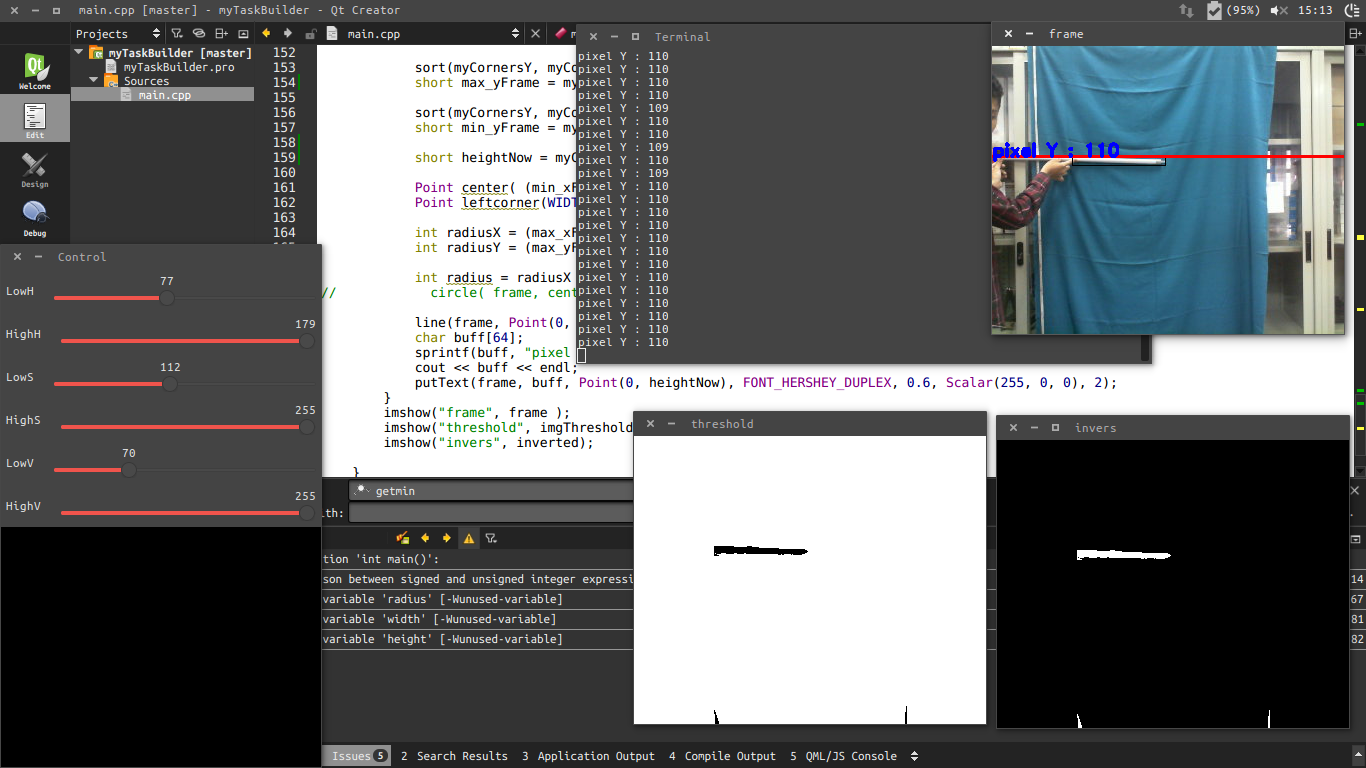 main.cpp [master] - myTaskBuilder - Qt Creator
(95%)
15:13
Projects
main.cpp
Welcome
Edit
Design
Debug
myTaskBuilder [master]
myTaskBuilder.pro
Sources
main.cpp
152
153 sort(myCornersY, myCo
154 short max_yFrame = my
155
156 sort(myCornersY, myCo
157 short min_yFrame = my
158
159 short heightNow = myC
160
161 Point center( (min_xF
162 Point leftcorner(WIDT
163
164 int radiusX = (max_xF
int radiusY = (max_yF
int radius = radiusX
// circle( frame, cent
line(frame, Point(0,
char buff[64];
sprintf(buff, "pixel
cout << buff << endl;
putText(frame, buff, Point(0, heightNow), FONT_HERSHEY_DUPLEX, 0.6, Scalar(255, 0, 0), 2);
}
imshow("frame", frame );
imshow("threshold", imgThreshold
imshow("invers", inverted);
}
Terminal
pixel Y : 110
pixel Y : 110
pixel Y : 110
pixel Y : 110
pixel Y : 109
pixel Y : 110
pixel Y : 110
pixel Y : 109
pixel Y : 110
pixel Y : 109
pixel Y : 110
pixel Y : 110
pixel Y : 110
pixel Y : 110
pixel Y : 110
pixel Y : 110
pixel Y : 110
pixel Y : 110
pixel Y : 110
pixel Y : 110
pixel Y : 110
pixel Y : 110
pixel Y : 110
frame
pixel Y : 110
Control
LowH 77
HighH 179
LowS 112
HighS 255
LowV 70
HighV 255
threshold
invers
getmin
ith:
tion 'int main()':
son between signed and unsigned integer expressi
14
variable 'radius' [-Wunused-variable]
67
variable 'width' [-Wunused-variable]
81
variable 'height' [-Wunused-variable]
82
Issues 5
2 Search Results
3 Application Output
4 Compile Output
5 QML/JS Console